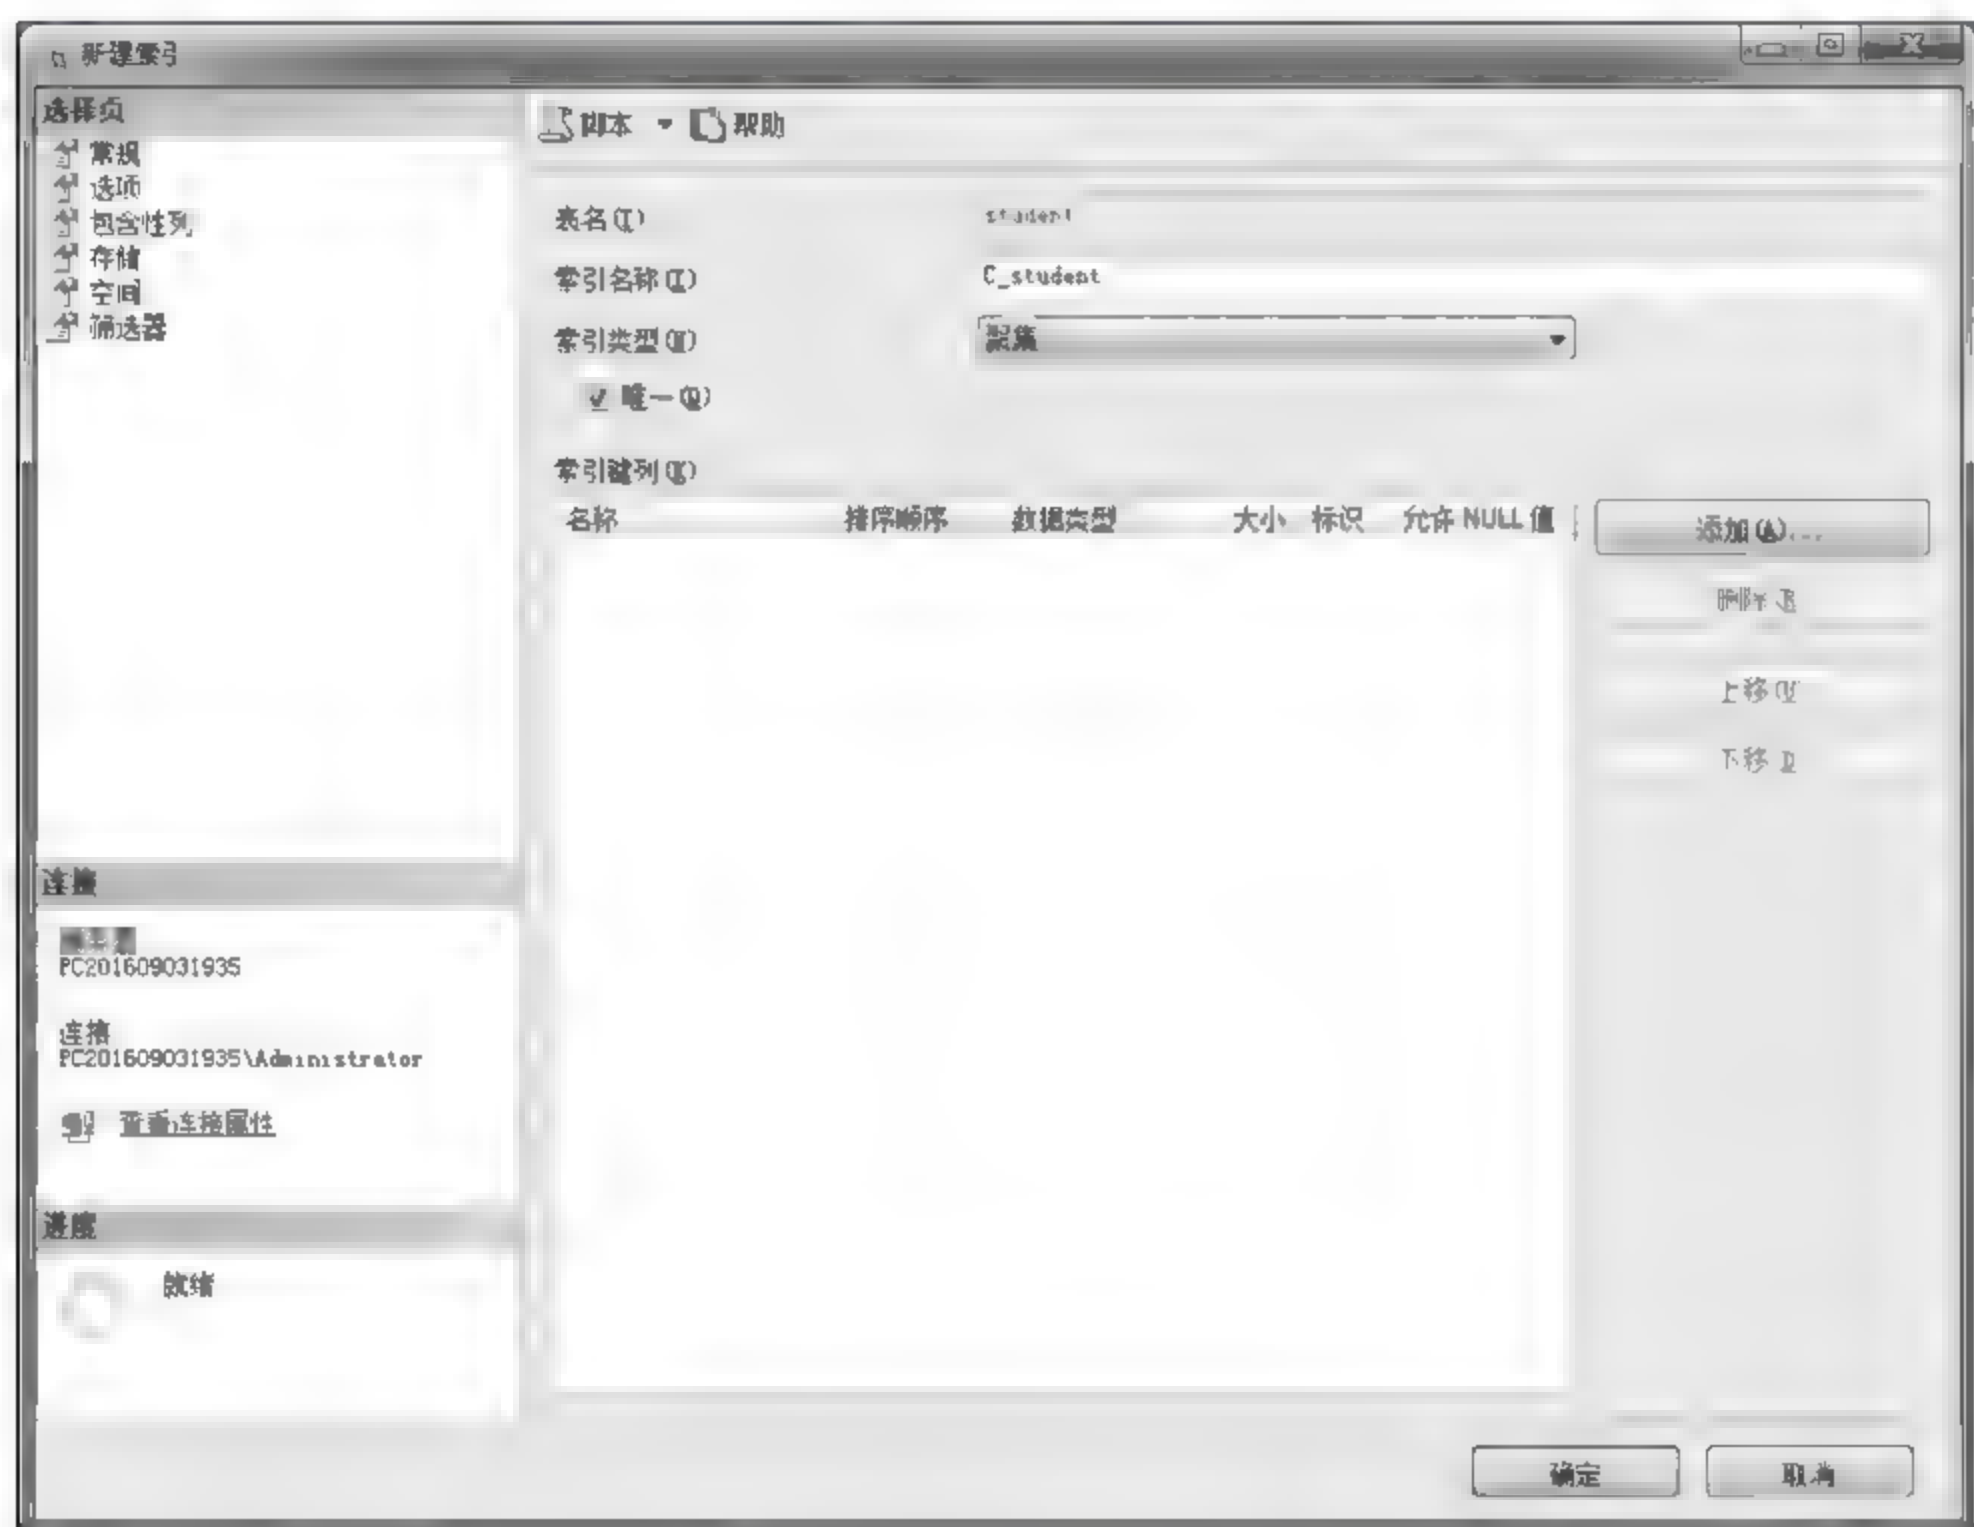 新建索引
选择页
常规
选项
包含性列
存储
空间
筛选器
脚本 帮助
表名(T)
student
索引名称(I)
C_student
索引类型(N)
聚集
唯一(Q)
索引键列(K)
名称 排序顺序 数据类型 大小 标识 允许 NULL 值
添加(A)...
删除(R)
上移(U)
下移(D)
连接
PC201609031935
连接
PC201609031935\Administrator
查看连接属性
进度
就绪
确定
取消